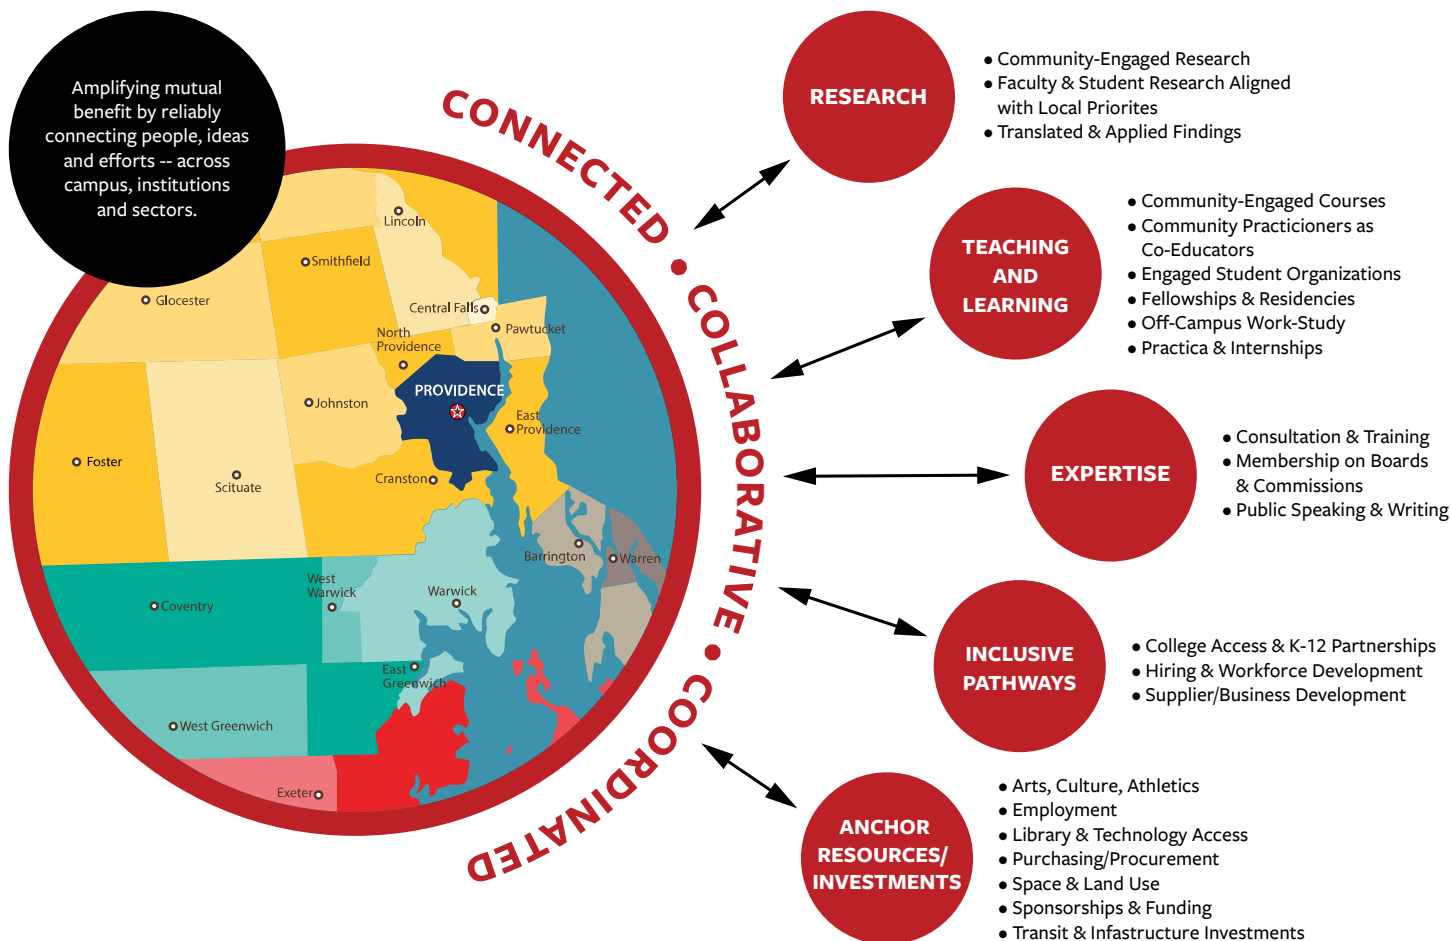 Amplifying mutual
benefit by reliably
connecting people, ideas
and efforts -- across
campus, institutions
and sectors.
Lincoln
Smithfield
Glocester
Central Falls
North
Providence
Pawtucket
PROVIDENCE
Johnston
East
Providence
Foster
Scituate
Cranston
Barrington
Warren
West
Warwick
Coventry
Warwick
East
Greenwich
West Greenwich
Exeter
CONNECTED • COLLABORATIVE • COORDINATED
RESEARCH
• Community-Engaged Research
• Faculty & Student Research Aligned
with Local Priorites
• Translated & Applied Findings
TEACHING
AND
LEARNING
• Community-Engaged Courses
• Community Practicioners as
Co-Educators
• Engaged Student Organizations
• Fellowships & Residencies
• Off-Campus Work-Study
• Practica & Internships
EXPERTISE
• Consultation & Training
• Membership on Boards
& Commissions
• Public Speaking & Writing
INCLUSIVE
PATHWAYS
• College Access & K-12 Partnerships
• Hiring & Workforce Development
• Supplier/Business Development
ANCHOR
RESOURCES/
INVESTMENTS
• Arts, Culture, Athletics
• Employment
• Library & Technology Access
• Purchasing/Procurement
• Space & Land Use
• Sponsorships & Funding
• Transit & Infastructure Investments